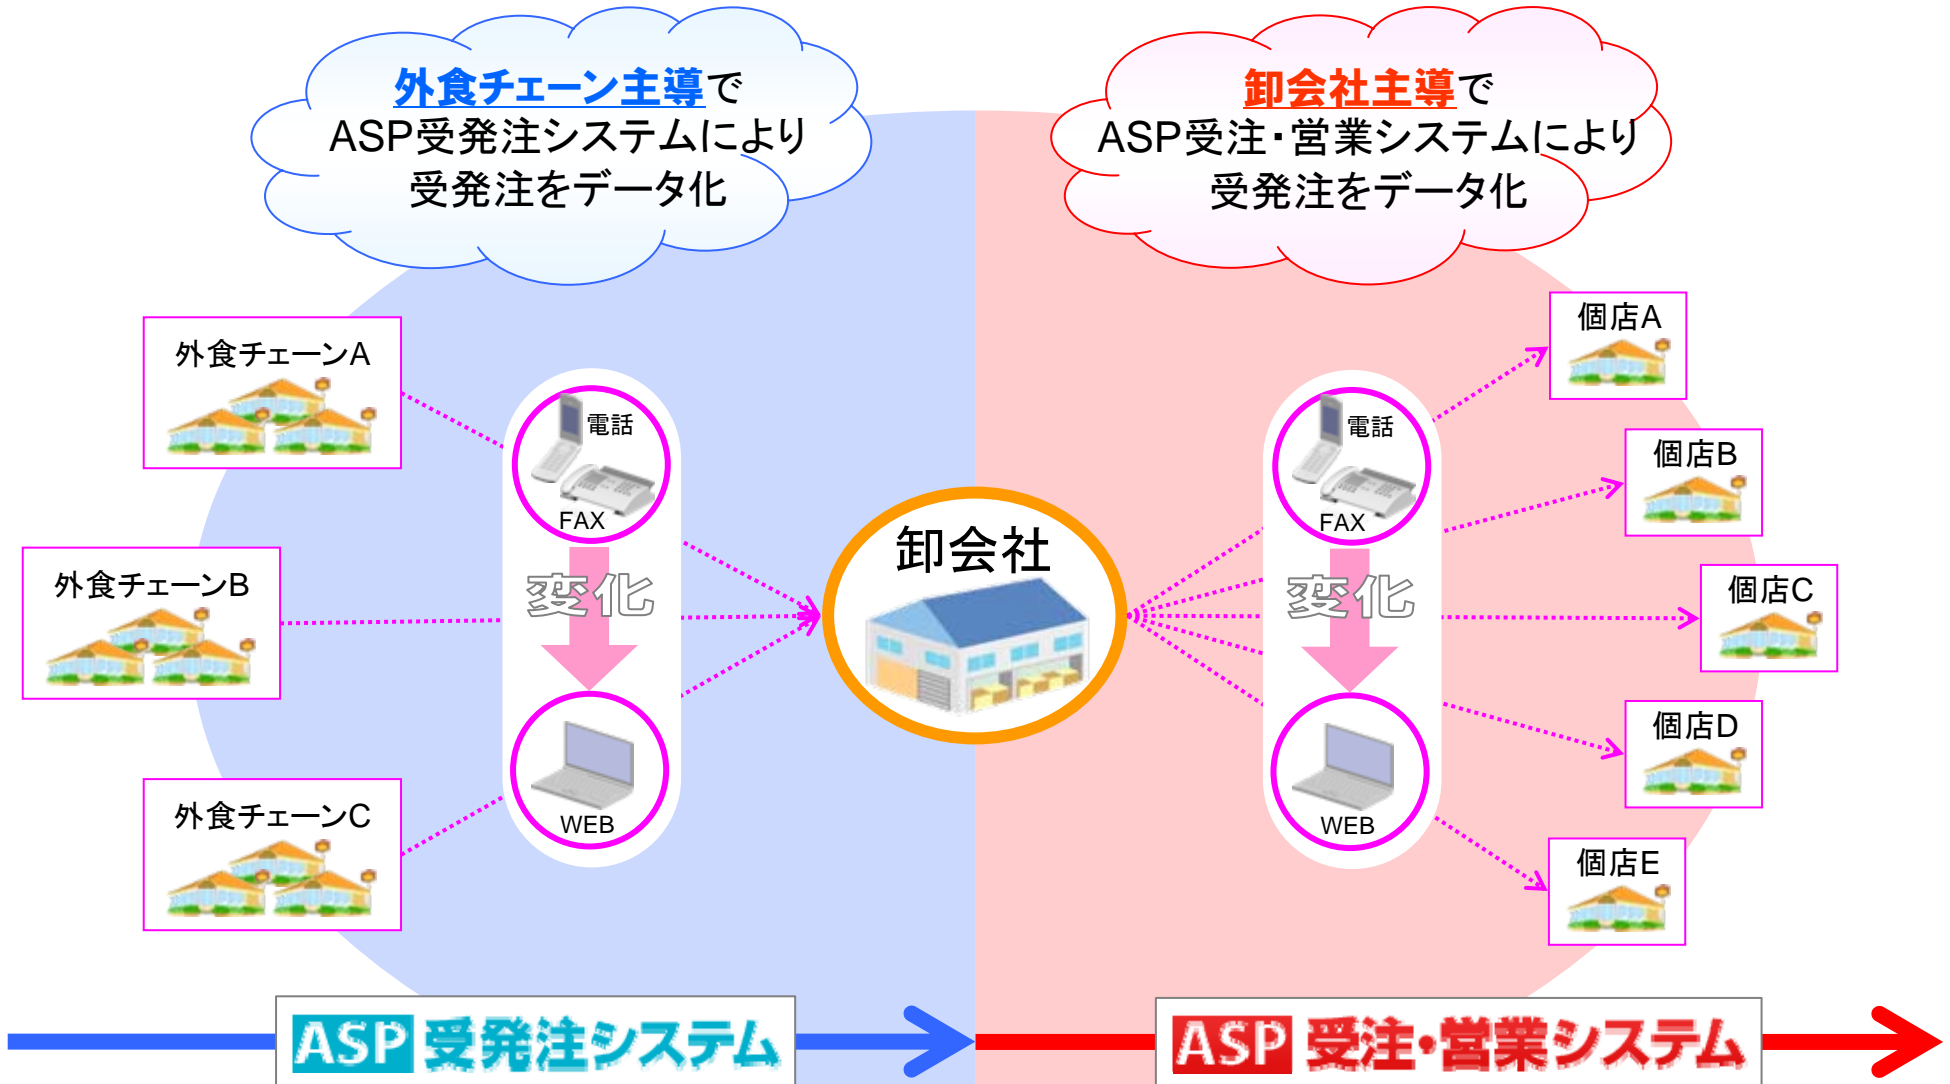 外食チェーン主導で
ASP受発注システムにより
受発注をデータ化
卸会社主導で
ASP受注・営業システムにより
受発注をデータ化
外食チェーンA
外食チェーンB
外食チェーンC
電話
FAX
変化
WEB
卸会社
電話
FAX
変化
WEB
個店A
個店B
個店C
個店D
個店E
ASP 受発注システム
ASP 受注・営業システム